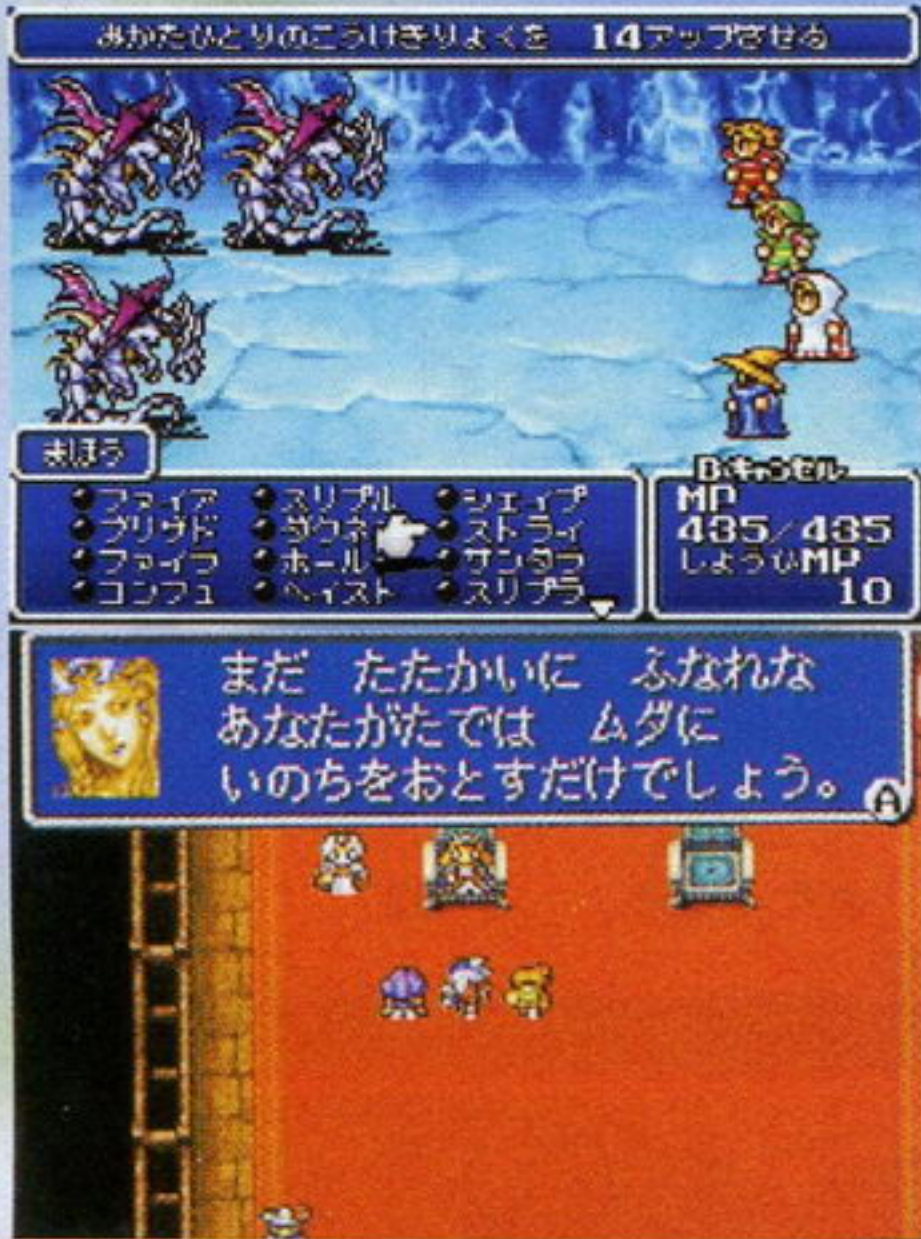 みかたひとりのこうげきりょくを　14アップさせる
まほう
ファイア　スリプル　シェイプ
ブリザド　ダクネ　ストライ
ファイラ　ホールド　サンダラ
コンフュ　ヘイスト　スリプラ
B:キャンセル
MP
435/435
しょうひMP
10
まだ　たたかいに　ふなれな
あなたがたでは　ムダに
いのちをおとすだけでしょう。
A